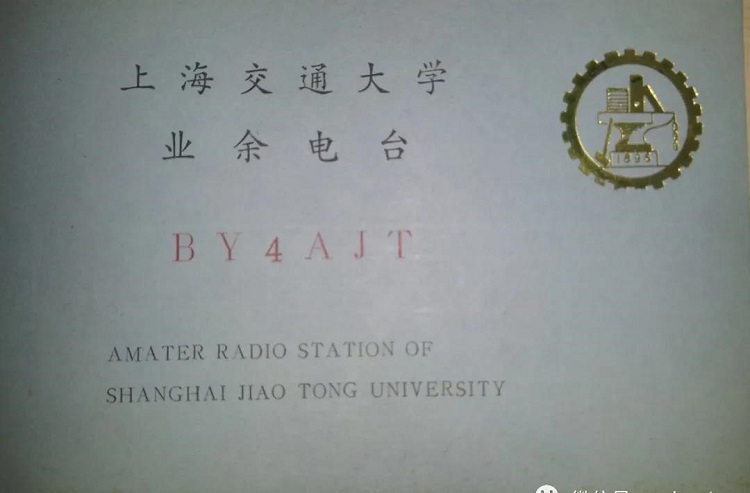 上海交通大学
业余电台
1896
BY4AJT
AMATER RADIO STATION OF
SHANGHAI JIAO TONG UNIVERSITY